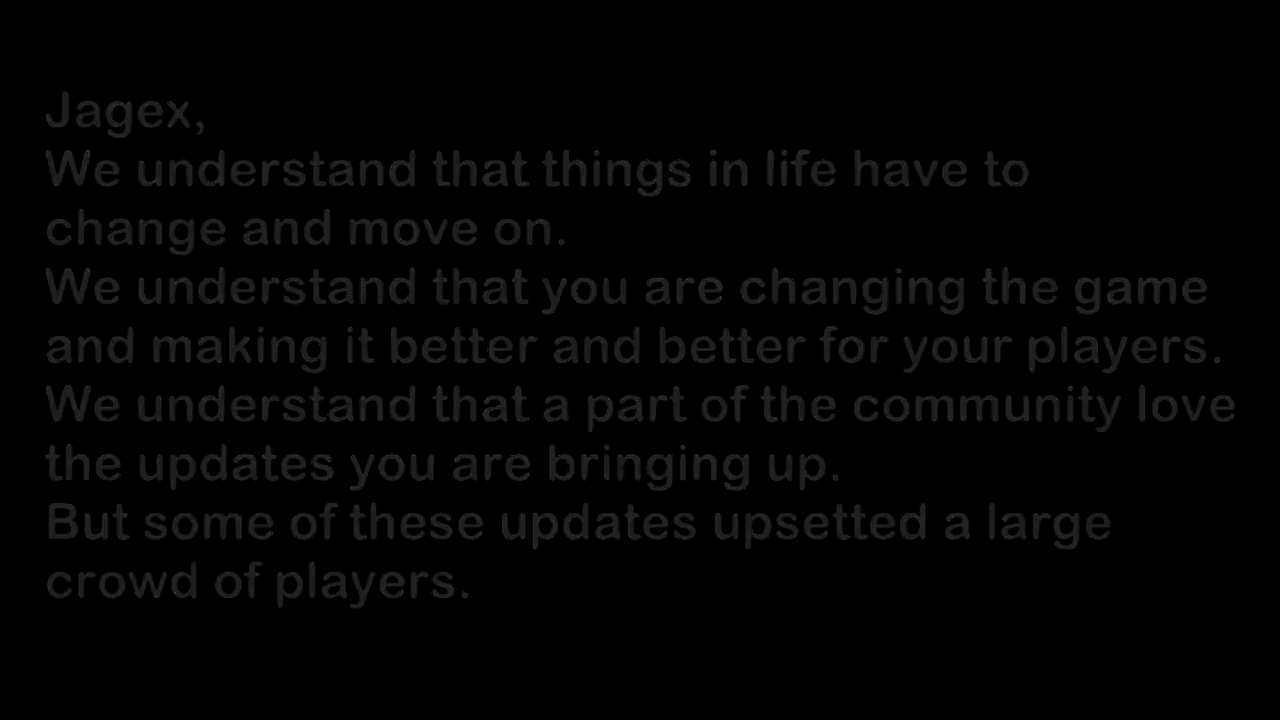 Jagex,
We understand that things in life have to
change and move on.
We understand that you are changing the game
and making it better and better for your players.
We understand that a part of the community love
the updates you are bringing up.
But some of these updates upsetted a large
crowd of players.